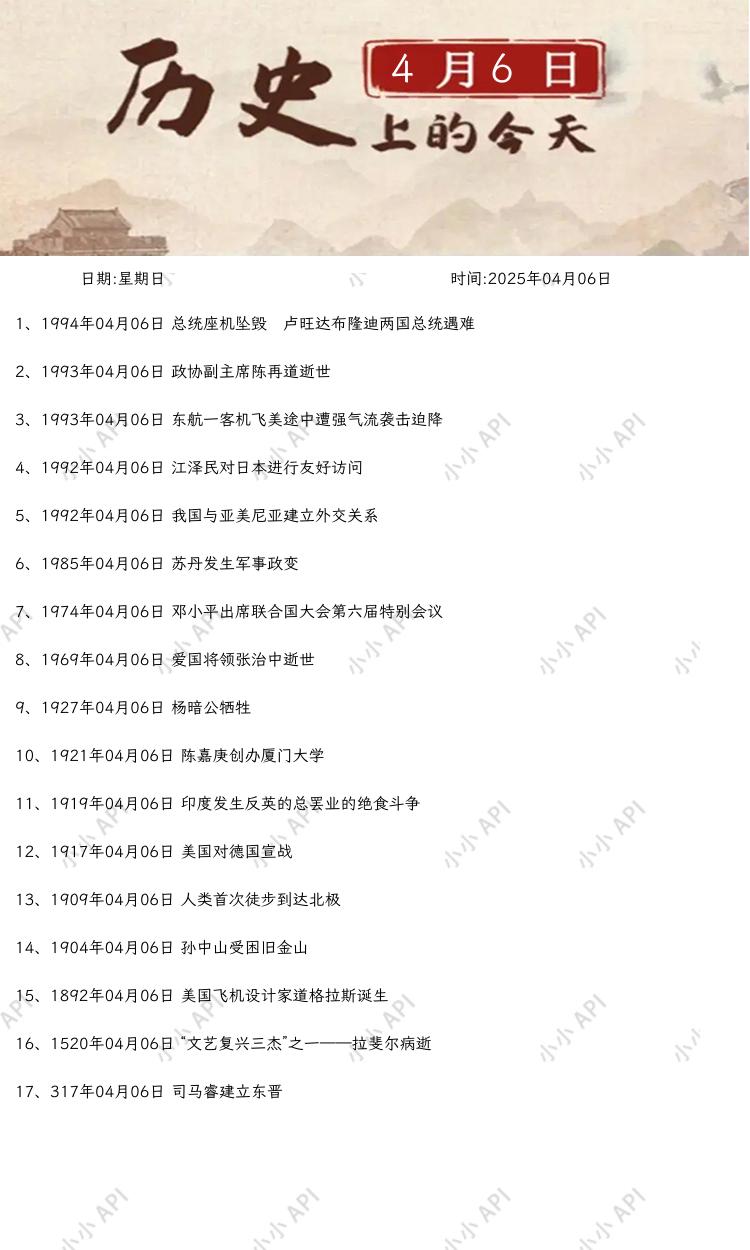 历史
4月6日
上的今天
日期:星期日 时间:2025年04月06日
1、1994年04月06日 总统座机坠毁　卢旺达布隆迪两国总统遇难
2、1993年04月06日 政协副主席陈再道逝世
3、1993年04月06日 东航一客机飞美途中遭强气流袭击迫降
4、1992年04月06日 江泽民对日本进行友好访问
5、1992年04月06日 我国与亚美尼亚建立外交关系
6、1985年04月06日 苏丹发生军事政变
7、1974年04月06日 邓小平出席联合国大会第六届特别会议
8、1969年04月06日 爱国将领张治中逝世
9、1927年04月06日 杨暗公牺牲
10、1921年04月06日 陈嘉庚创办厦门大学
11、1919年04月06日 印度发生反英的总罢业的绝食斗争
12、1917年04月06日 美国对德国宣战
13、1909年04月06日 人类首次徒步到达北极
14、1904年04月06日 孙中山受困旧金山
15、1892年04月06日 美国飞机设计家道格拉斯诞生
16、1520年04月06日 “文艺复兴三杰”之一——拉斐尔病逝
17、317年04月06日 司马睿建立东晋
小小 API